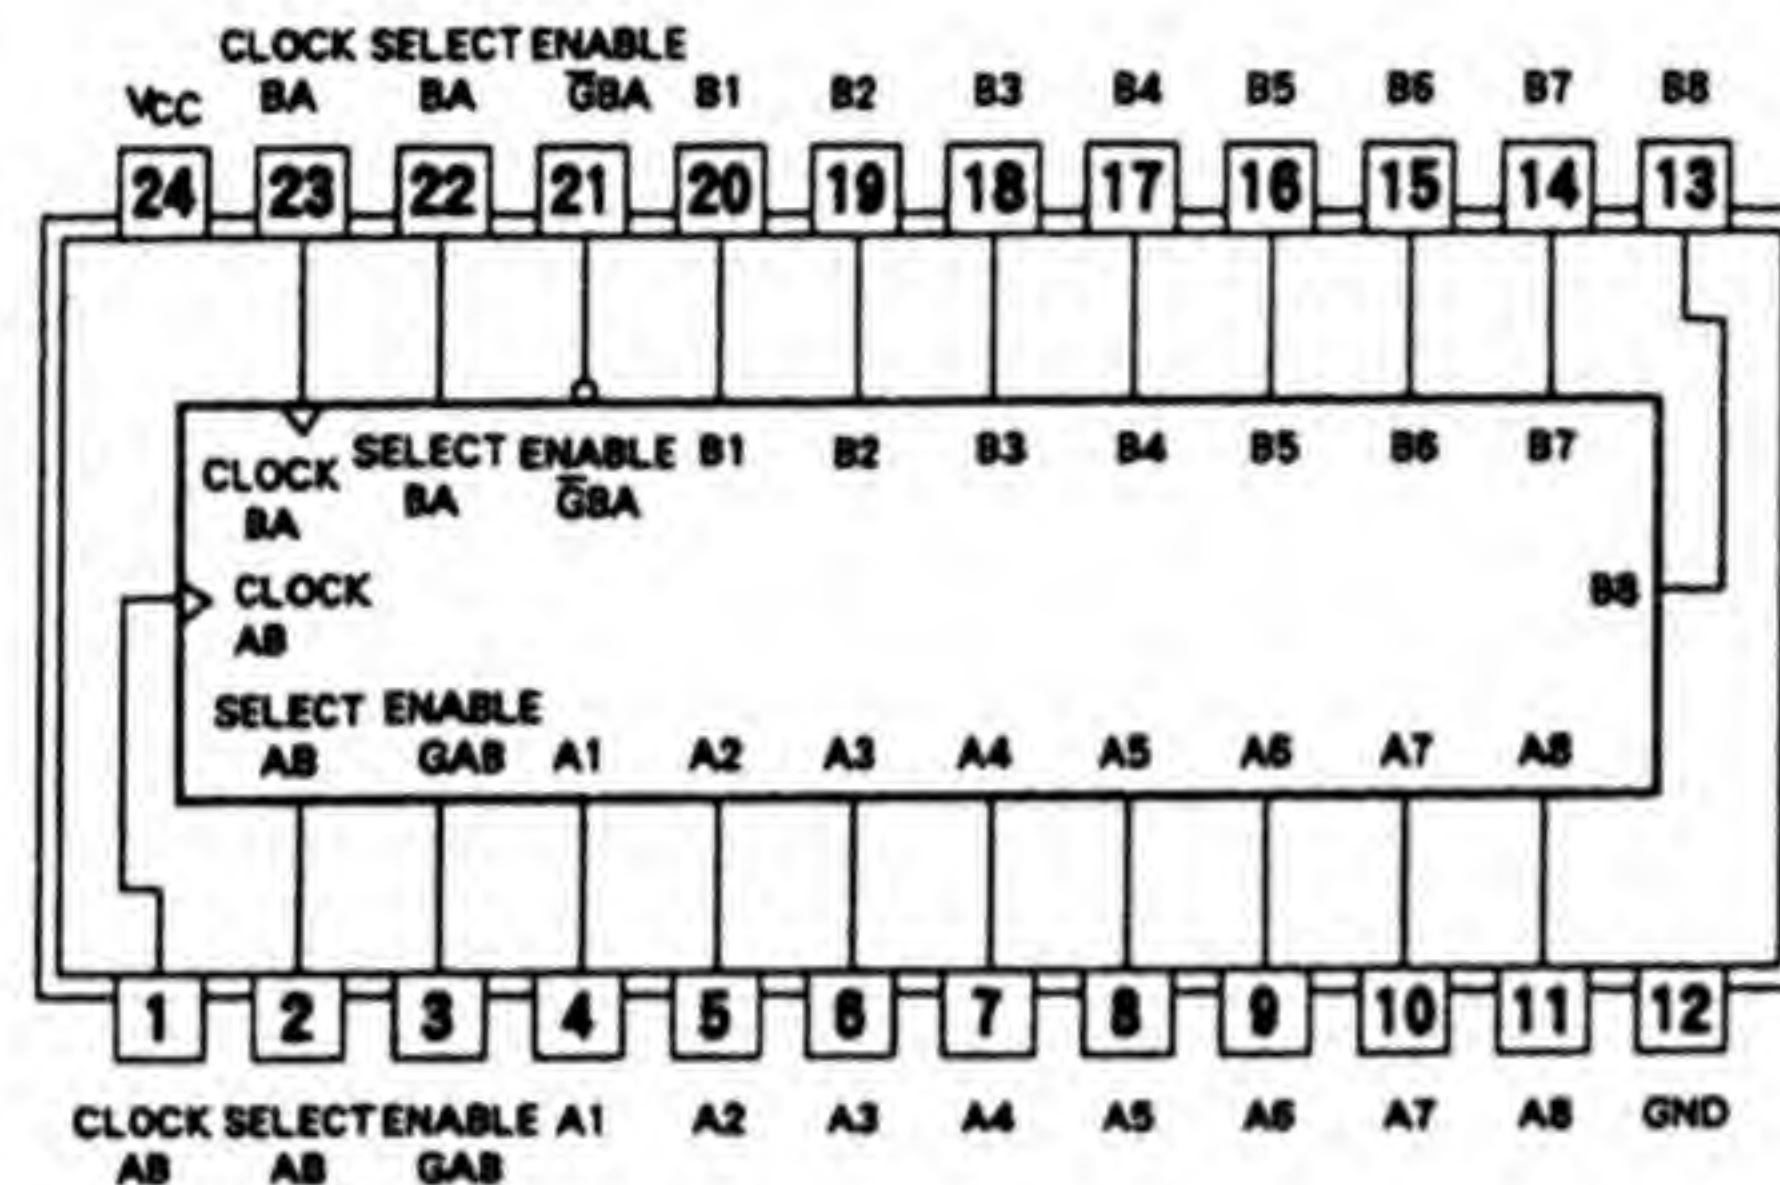 CLOCK SELECT ENABLE
VCC BA BA G̅BA B1 B2 B3 B4 B5 B6 B7 B8
24 23 22 21 20 19 18 17 16 15 14 13
CLOCK SELECT ENABLE B1 B2 B3 B4 B5 B6 B7
BA BA G̅BA
CLOCK B8
AB
SELECT ENABLE
AB GAB A1 A2 A3 A4 A5 A6 A7 A8
1 2 3 4 5 6 7 8 9 10 11 12
CLOCK SELECT ENABLE A1 A2 A3 A4 A5 A6 A7 A8 GND
AB AB GAB